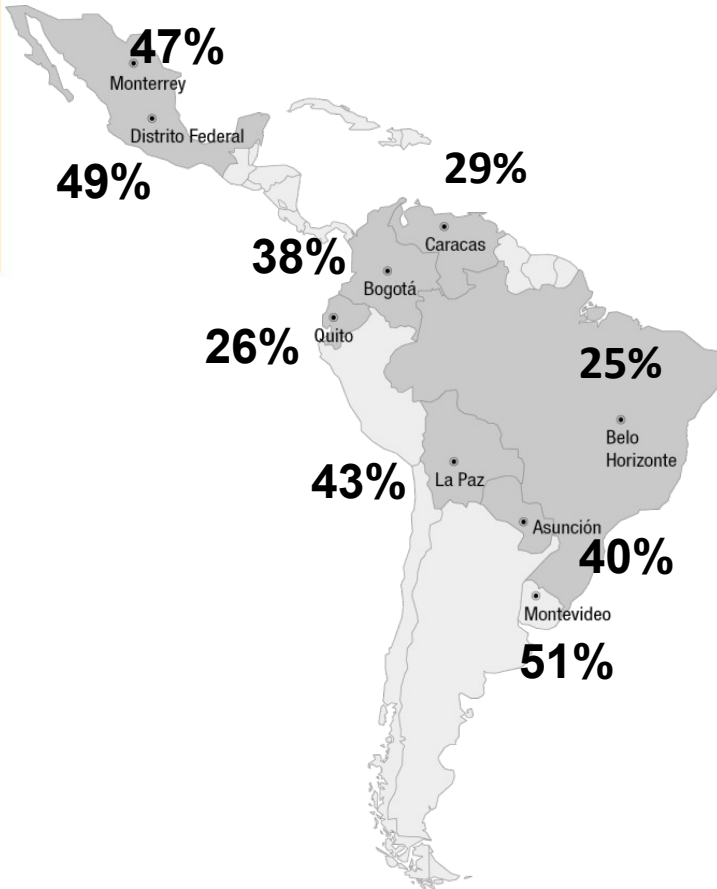 47%
Monterrey
Distrito Federal
49%
29%
Caracas
38%
Bogotá
Quito
26%
25%
Belo
Horizonte
La Paz
43%
Asunción
40%
Montevideo
51%